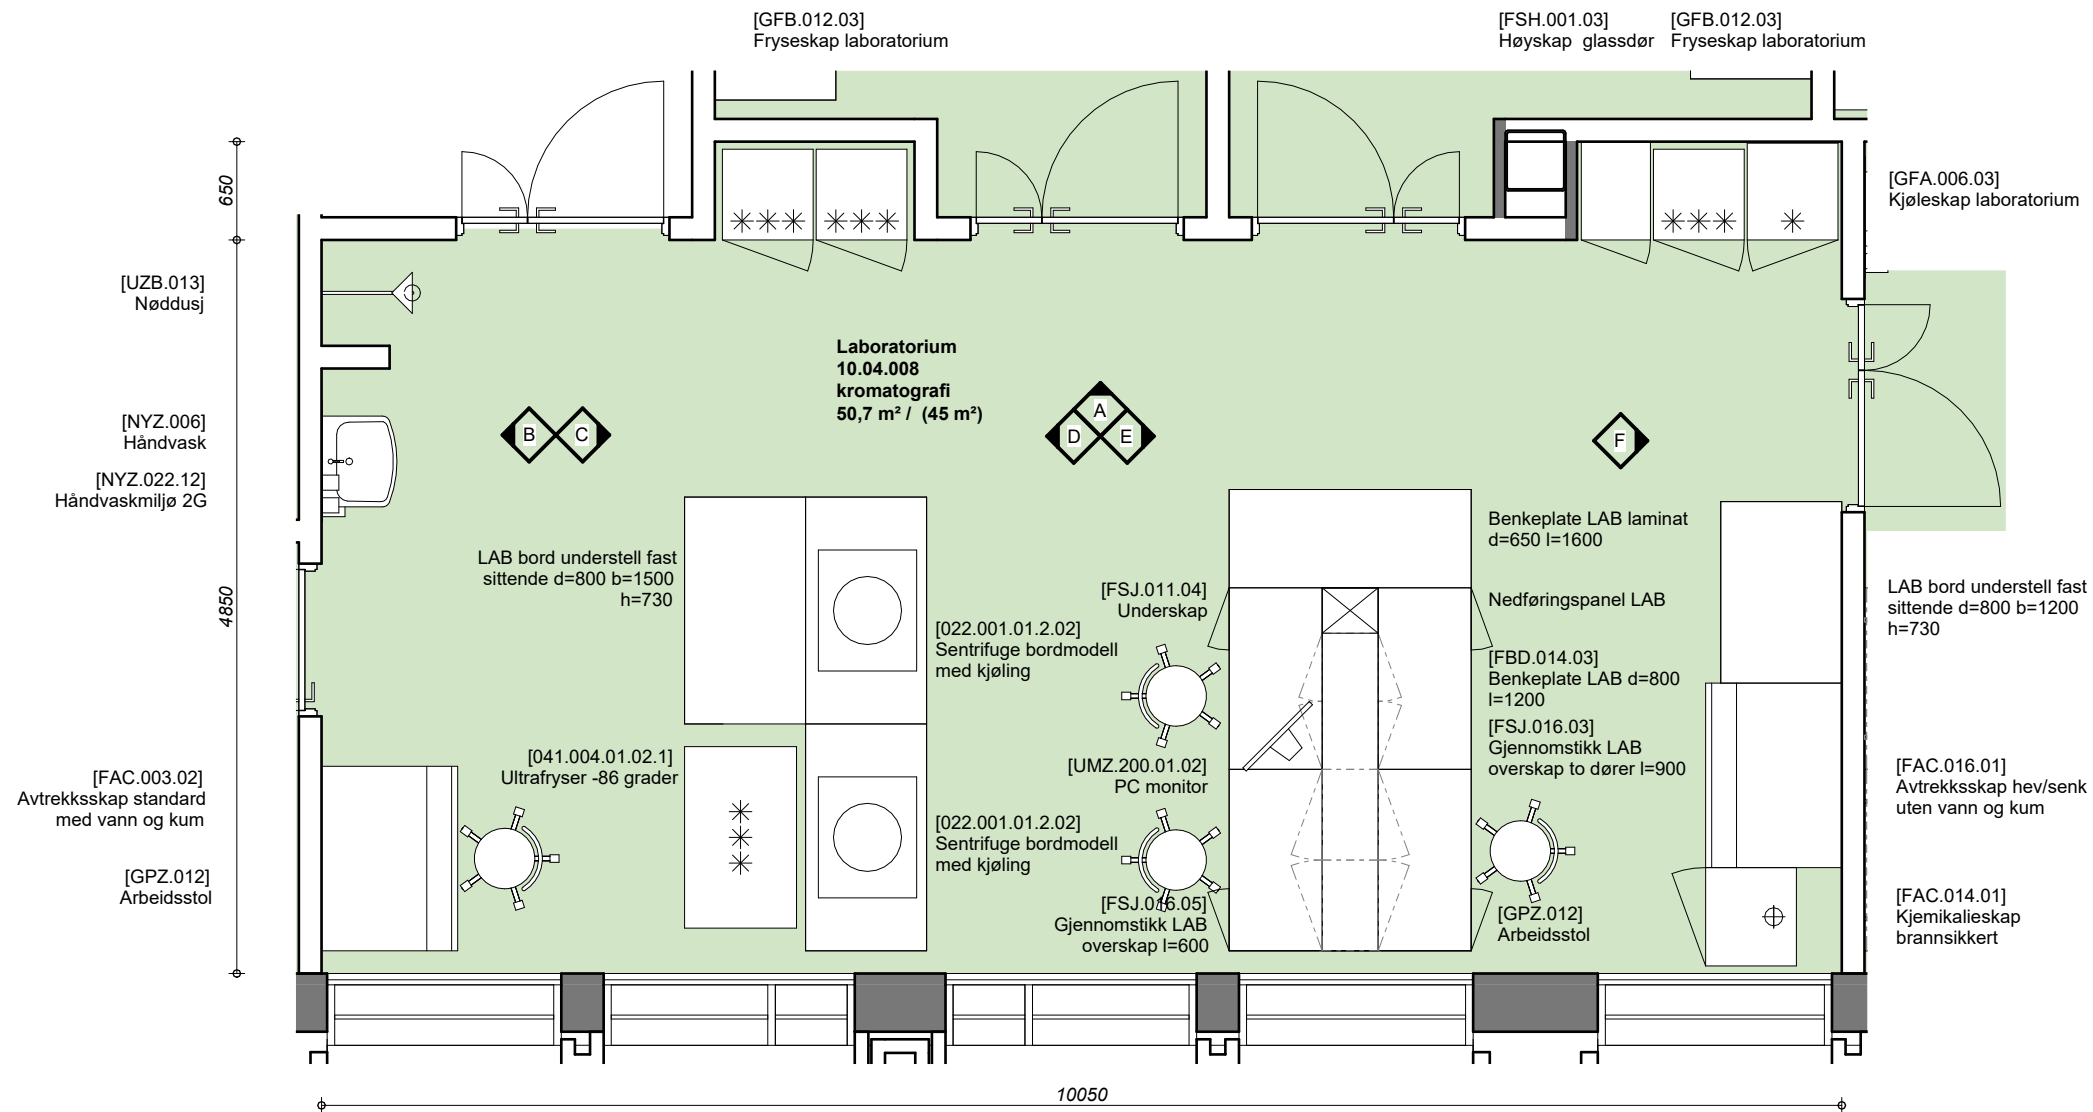 [GFB.012.03]
Fryseskap laboratorium
[FSH.001.03]
Høyskap glassdør
[GFB.012.03]
Fryseskap laboratorium
650
[GFA.006.03]
Kjøleskap laboratorium
[UZB.013]
Nøddusj
Laboratorium
10.04.008
kromatografi
50,7 m² / (45 m²)
[NYZ.006]
Håndvask
[NYZ.022.12]
Håndvaskmiljø 2G
B
C
A
D
E
F
4850
LAB bord understell fast
sittende d=800 b=1500
h=730
[022.001.01.2.02]
Sentrifuge bordmodell
med kjøling
[FSJ.011.04]
Underskap
Benkeplate LAB laminat
d=650 l=1600
Nedføringspanel LAB
[FBD.014.03]
Benkeplate LAB d=800
l=1200
[FSJ.016.03]
Gjennomstikk LAB
overskap to dører l=900
LAB bord understell fast
sittende d=800 b=1200
h=730
[FAC.003.02]
Avtrekksskap standard
med vann og kum
[041.004.01.02.1]
Ultrafryser -86 grader
[UMZ.200.01.02]
PC monitor
[022.001.01.2.02]
Sentrifuge bordmodell
med kjøling
[FAC.016.01]
Avtrekksskap hev/senk
uten vann og kum
[GPZ.012]
Arbeidsstol
[FSJ.016.05]
Gjennomstikk LAB
overskap l=600
[GPZ.012]
Arbeidsstol
[FAC.014.01]
Kjemikalieskap
brannsikkert
10050